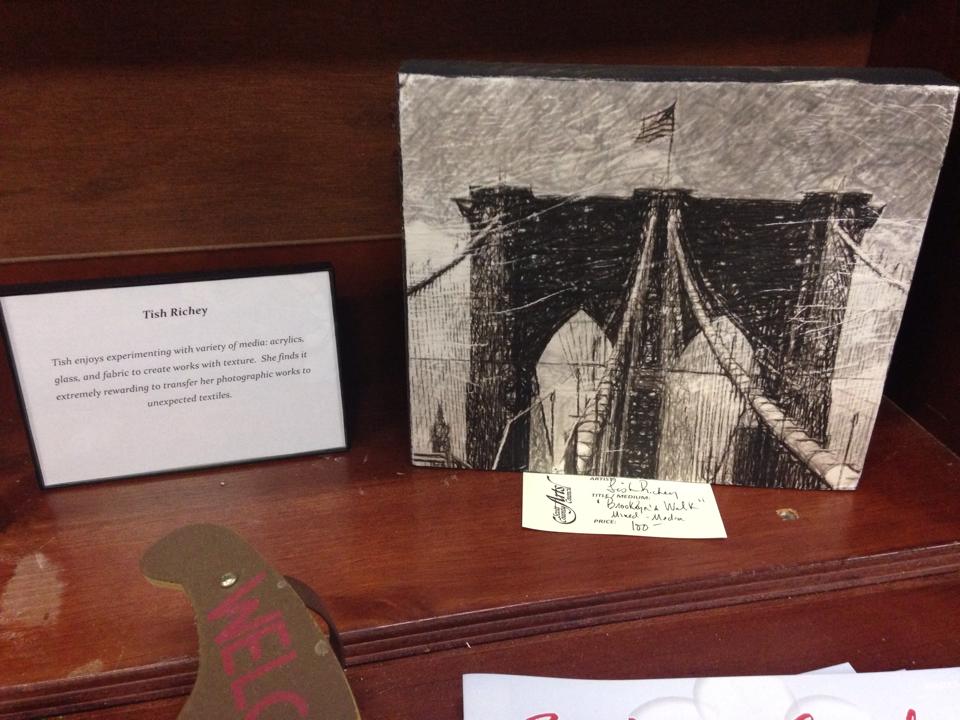 Tish Richey
Tish enjoys experimenting with variety of media: acrylics,
glass, and fabric to create works with texture. She finds it
extremely rewarding to transfer her photographic works to
unexpected textiles.
Arts
ARTIST:
Tish Richey
TITLE / MEDIUM:
"Brooklyn's Walk"
Mixed-Media
PRICE: 100 -
WELC